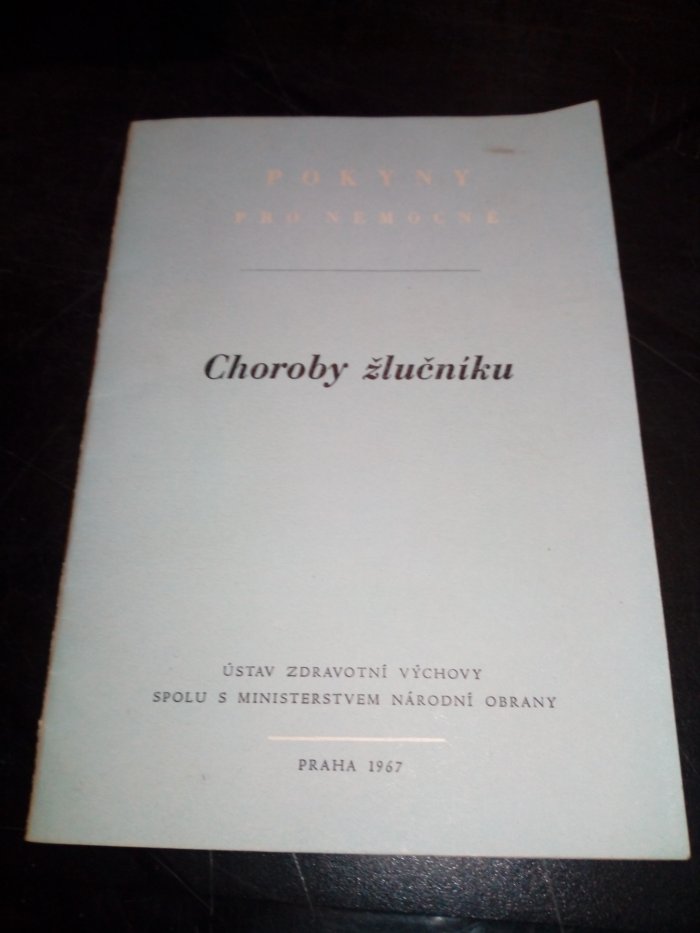 POKYNY
PRO NEMOCNÉ
Choroby žlučníku
ÚSTAV ZDRAVOTNÍ VÝCHOVY
SPOLU S MINISTERSTVEM NÁRODNÍ OBRANY
PRAHA 1967